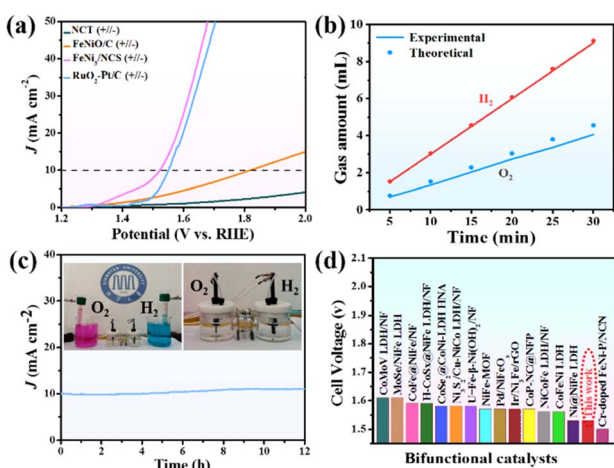 (a)
NCT (+/-)
FeNiO/C (+/-)
FeNi3/NCS (+/-)
RuO2-Pt/C (+/-)
J (mA cm-2)
50
40
30
20
10
0
1.2 1.4 1.6 1.8 2.0
Potential (V vs. RHE)
(b)
Experimental
Theoretical
H2
O2
Gas amount (mL)
10
8
6
4
2
0
5 10 15 20 25 30
Time (min)
(c)
O2 H2
O2 H2
J (mA cm-2)
40
30
20
10
0
0 2 4 6 8 10 12
Time (h)
(d)
Cell Voltage (v)
2.1
2.0
1.9
1.8
1.7
1.6
1.5
CoMoV LDH/NF
MoSe/NiFe LDH
CoFe@NiFe/NF
H-CoSx@NiFe LDH/NF
CoSe2@CoNi-LDH HNA
Ni3S2/Cu-NiCo LDH/NF
U-Fe-β-Ni(OH)2/NF
NiFe-MOF
Pd/NiFeOx
Ir/Ni Fe/rGO
CoP-NC@NFP
NiCoFe LDH/NF
CoFeNi LDH
Ni@NiFe LDH
This work
Cr-doped FeNi-P/NCN
Bifunctional catalysts